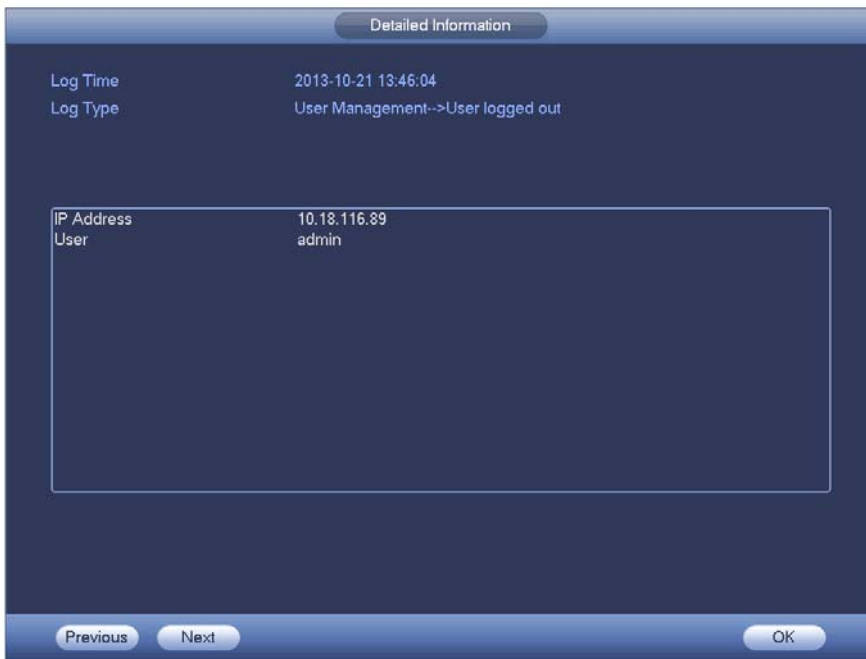 Detailed Information
Log Time 2013-10-21 13:46:04
Log Type User Management-->User logged out
IP Address 10.18.116.89
User admin
Previous Next OK